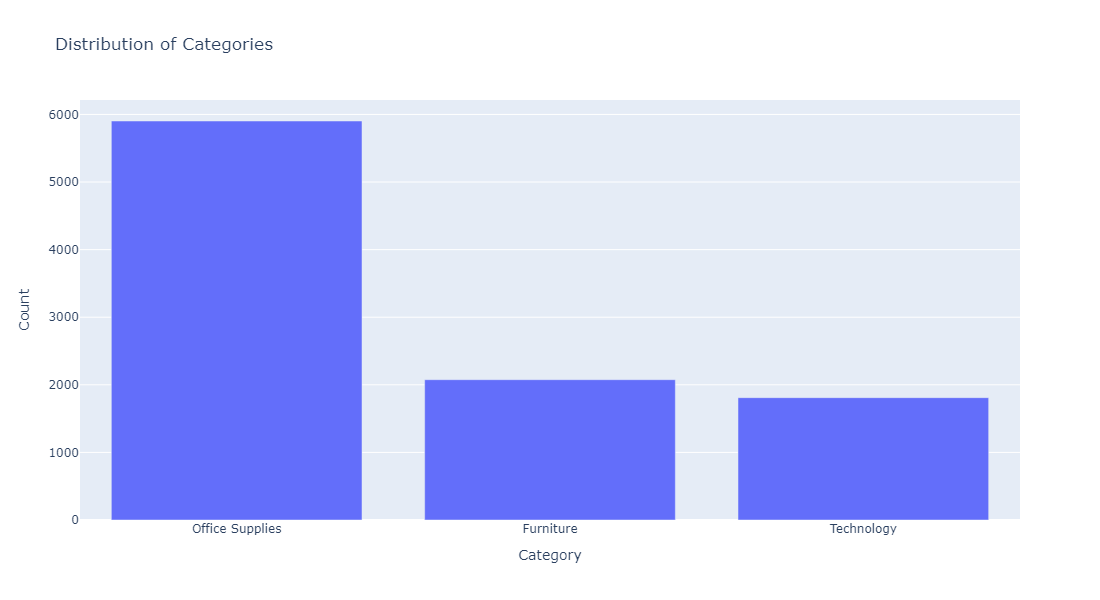 Distribution of Categories
6000
5000
4000
3000
2000
1000
0
Count
Office Supplies
Furniture
Technology
Category